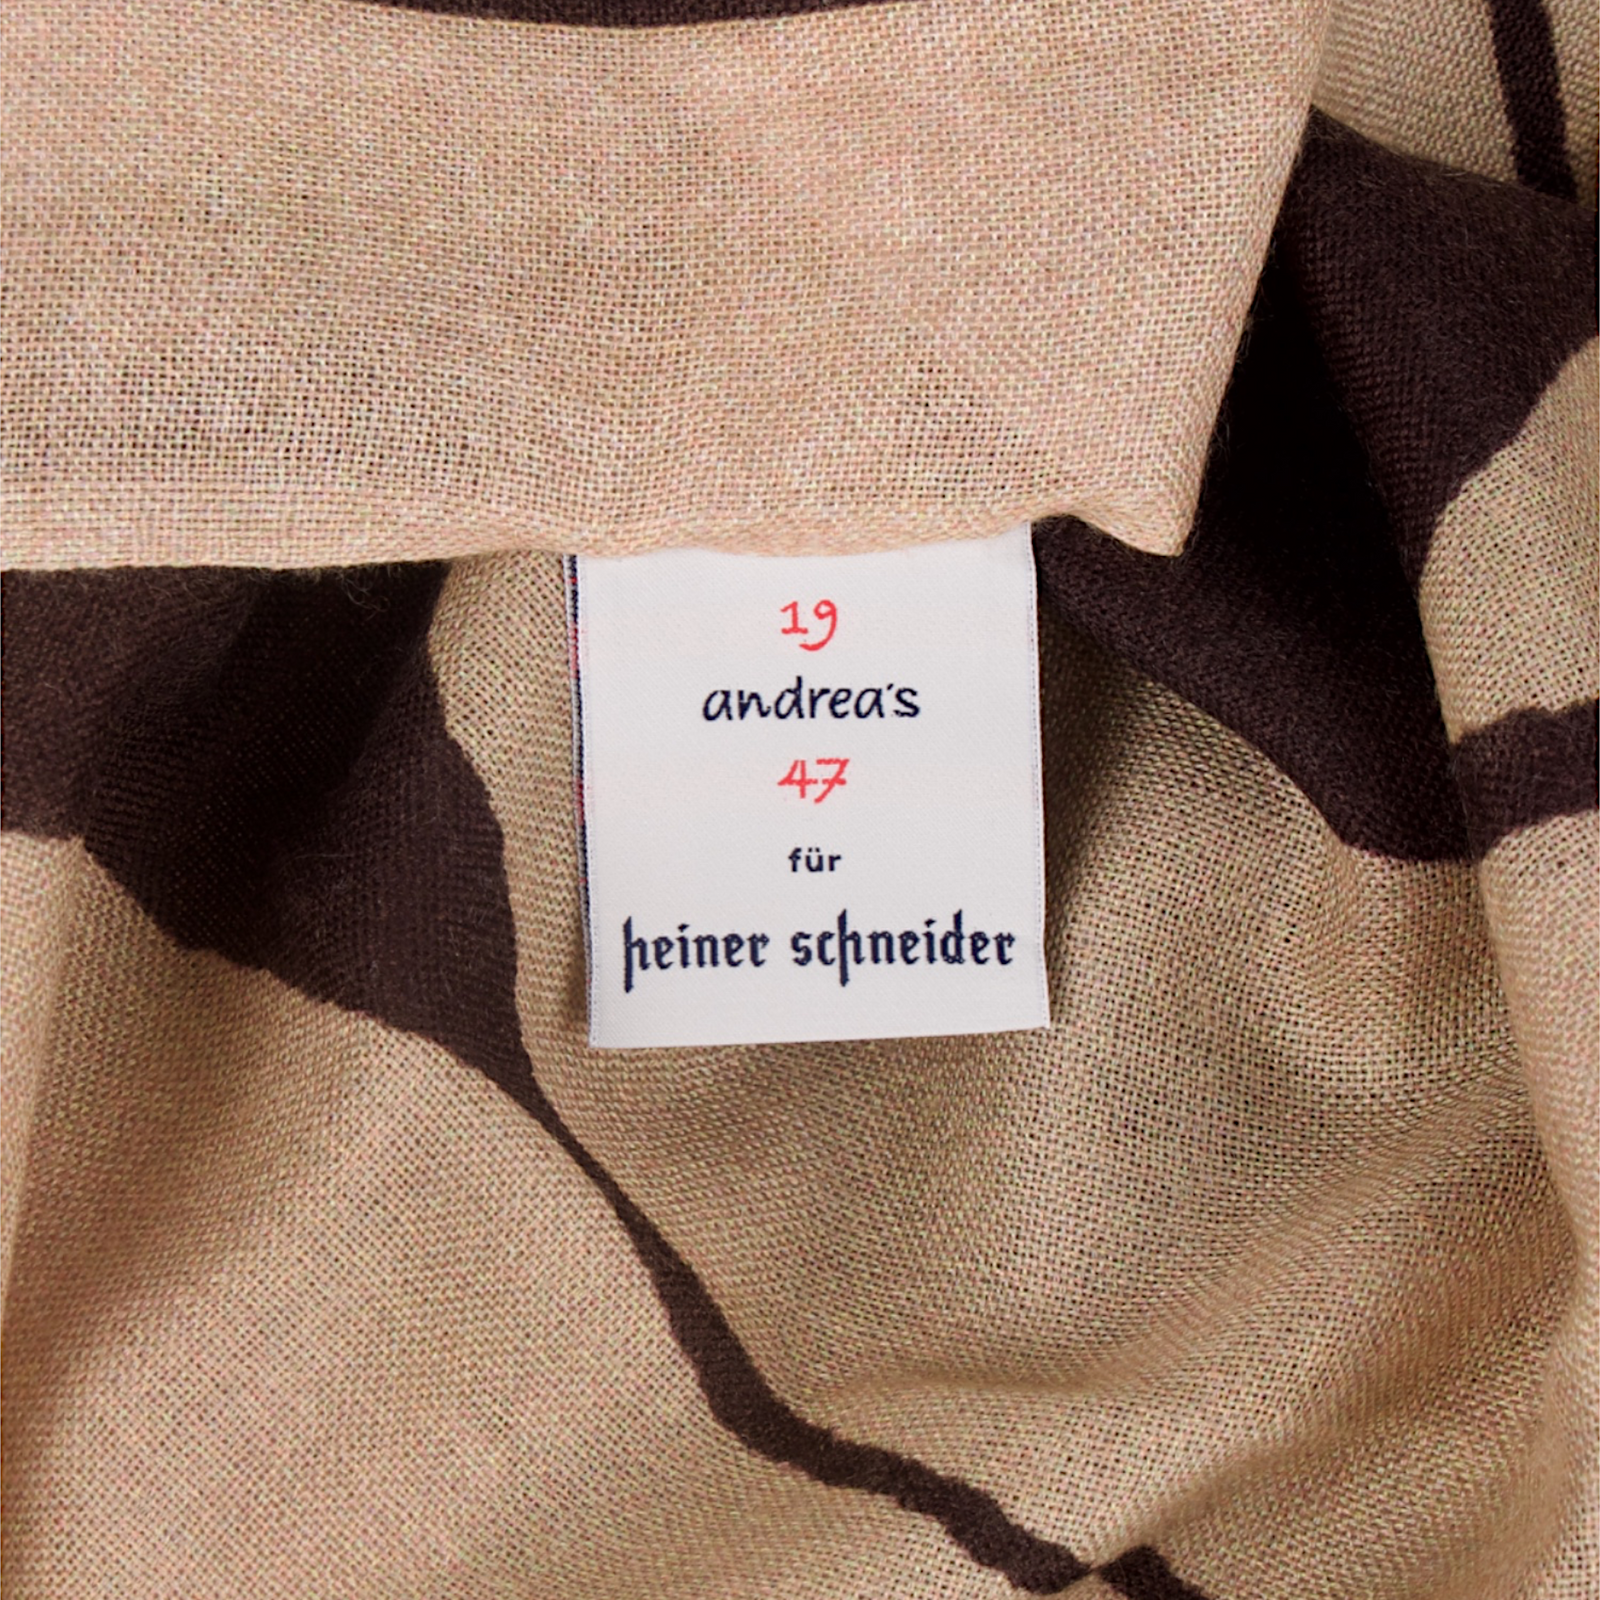 19
andrea's
47
für
heiner schneider